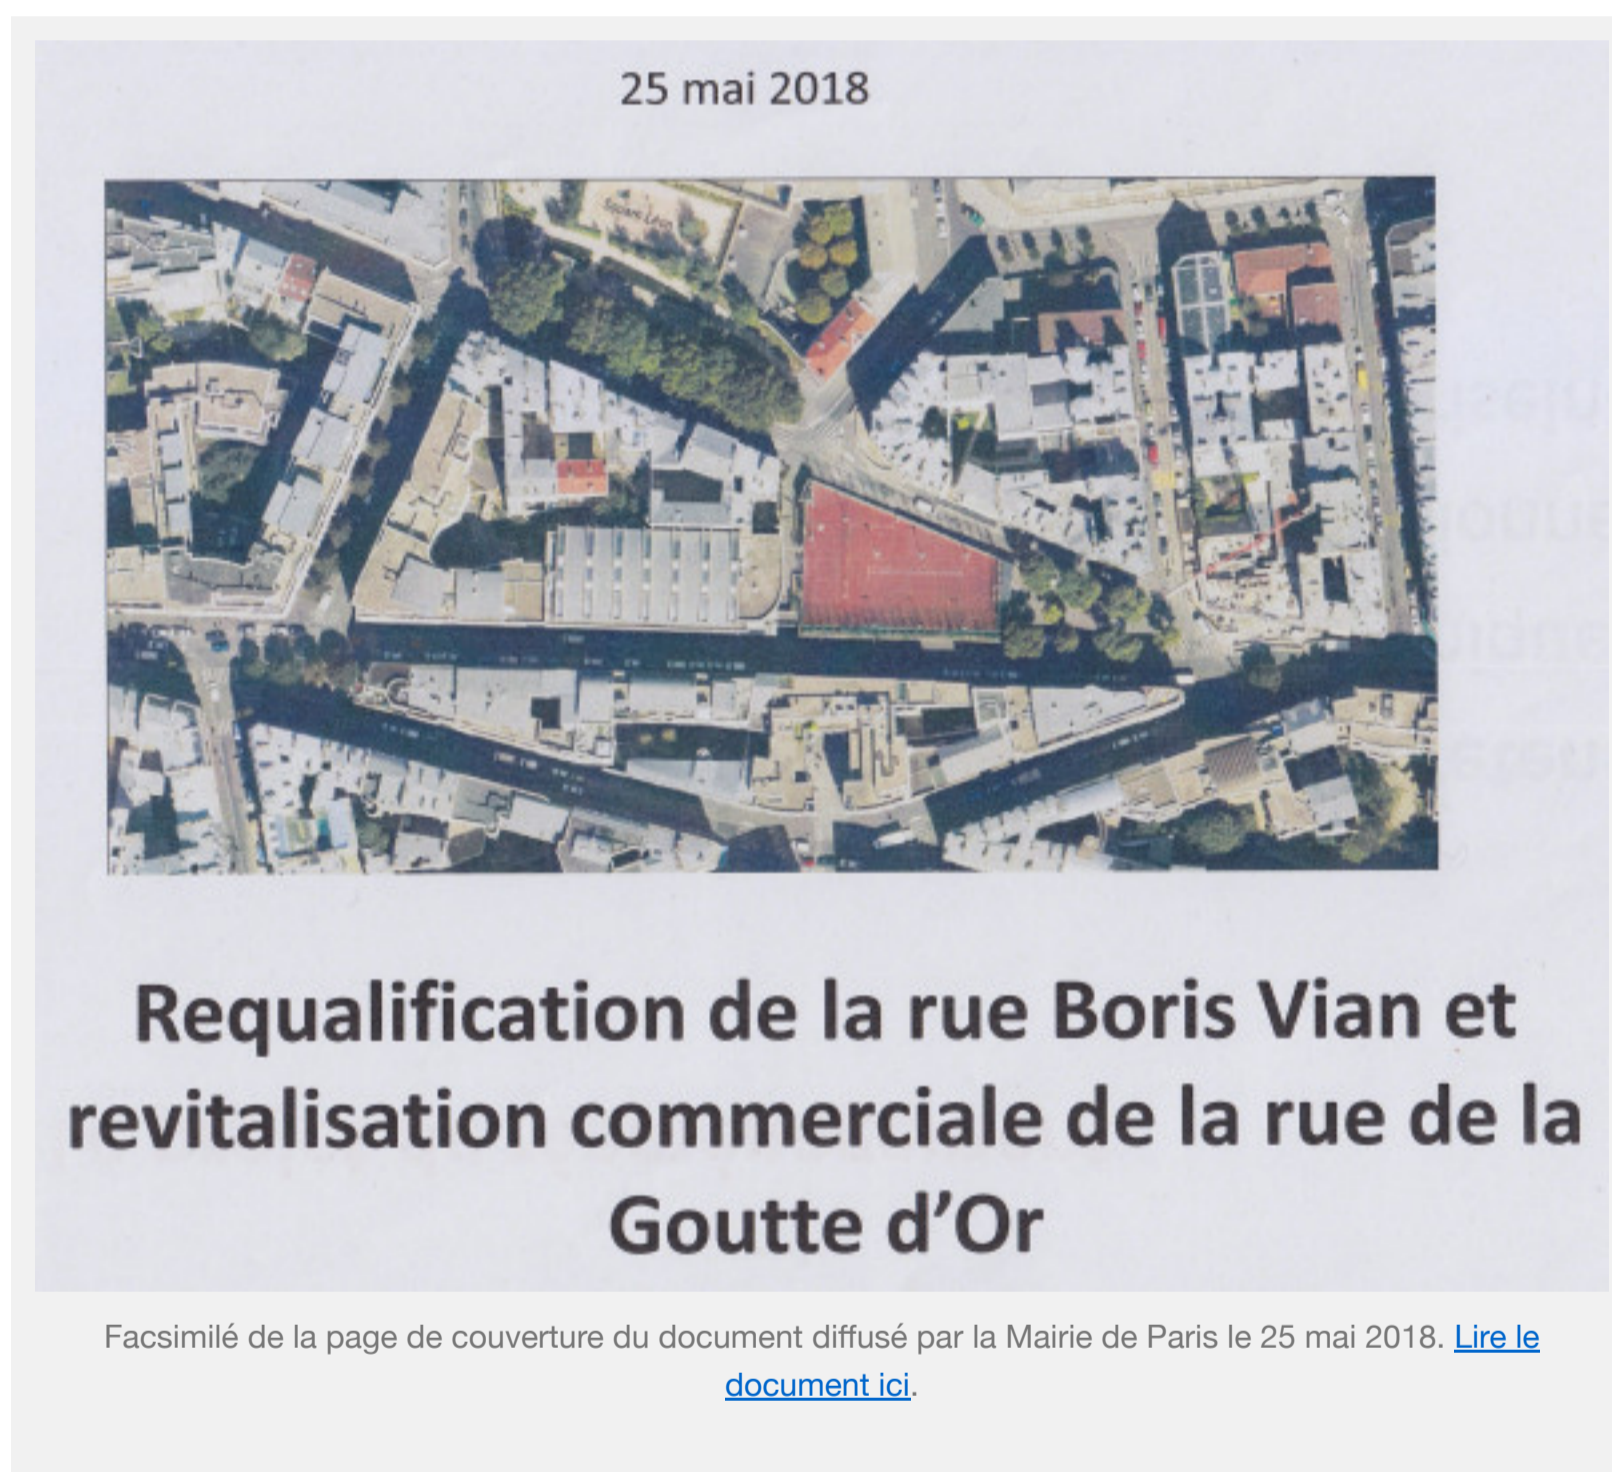 25 mai 2018
Square Léon
Requalification de la rue Boris Vian et
revitalisation commerciale de la rue de la
Goutte d’Or
Facsimilé de la page de couverture du document diffusé par la Mairie de Paris le 25 mai 2018. Lire le
document ici.